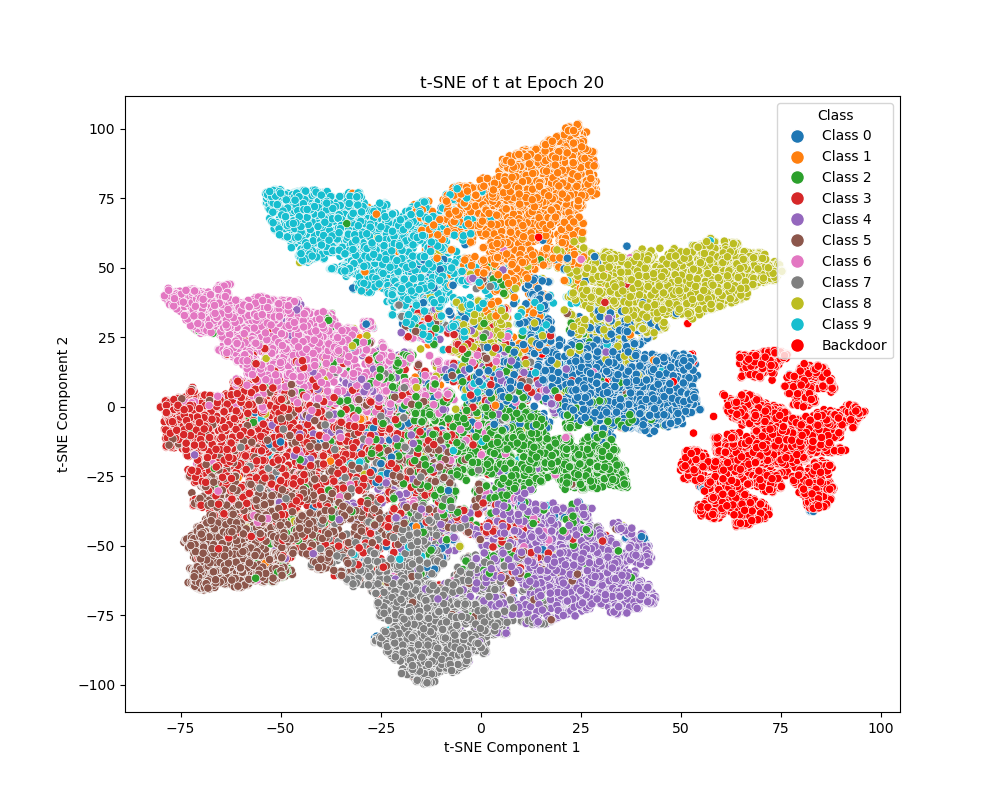 t-SNE of t at Epoch 20
Class
Class 0
Class 1
Class 2
Class 3
Class 4
Class 5
Class 6
Class 7
Class 8
Class 9
Backdoor
100
75
50
25
0
−25
−50
−75
−100
t-SNE Component 2
−75
−50
−25
0
25
50
75
100
t-SNE Component 1